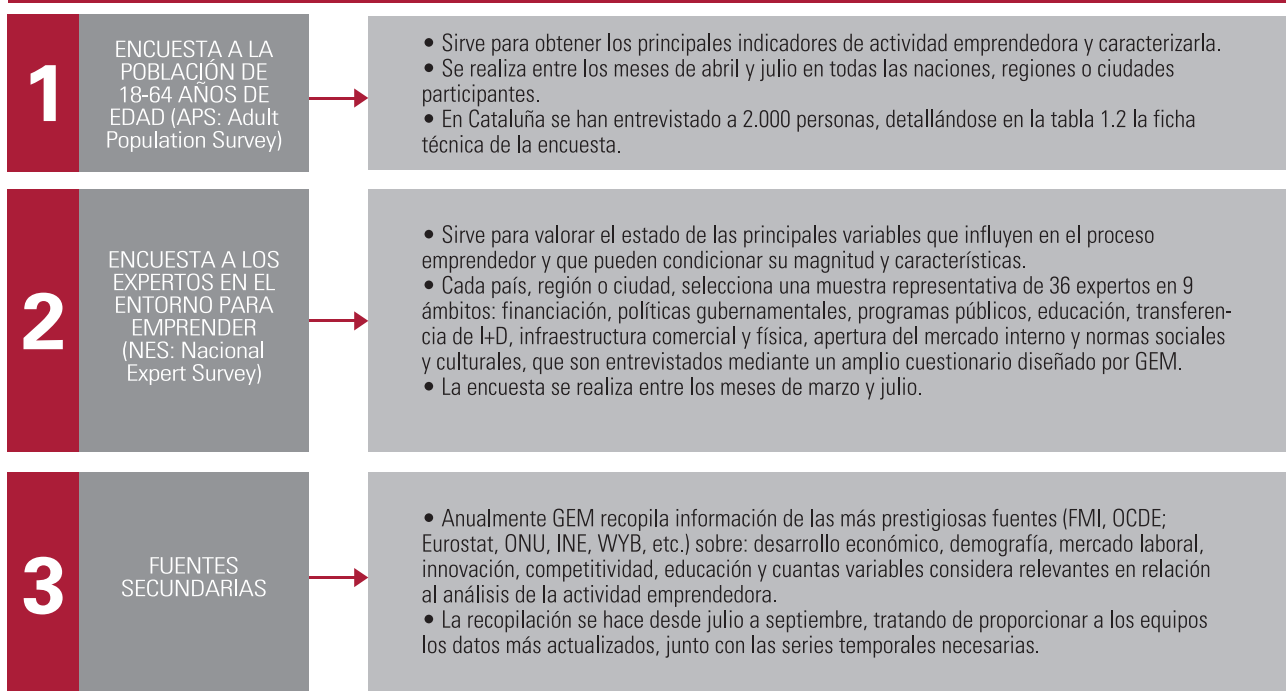 1
ENCUESTA A LA
POBLACIÓN DE
18-64 AÑOS DE
EDAD (APS: Adult
Population Survey)
• Sirve para obtener los principales indicadores de actividad emprendedora y caracterizarla.
• Se realiza entre los meses de abril y julio en todas las naciones, regiones o ciudades
participantes.
• En Cataluña se han entrevistado a 2.000 personas, detallándose en la tabla 1.2 la ficha
técnica de la encuesta.
2
ENCUESTA A LOS
EXPERTOS EN EL
ENTORNO PARA
EMPRENDER
(NES: Nacional
Expert Survey)
• Sirve para valorar el estado de las principales variables que influyen en el proceso
emprendedor y que pueden condicionar su magnitud y características.
• Cada país, región o ciudad, selecciona una muestra representativa de 36 expertos en 9
ámbitos: financiación, políticas gubernamentales, programas públicos, educación, transferen-
cia de I+D, infraestructura comercial y física, apertura del mercado interno y normas sociales
y culturales, que son entrevistados mediante un amplio cuestionario diseñado por GEM.
• La encuesta se realiza entre los meses de marzo y julio.
3
FUENTES
SECUNDARIAS
• Anualmente GEM recopila información de las más prestigiosas fuentes (FMI, OCDE;
Eurostat, ONU, INE, WYB, etc.) sobre: desarrollo económico, demografía, mercado laboral,
innovación, competitividad, educación y cuantas variables considera relevantes en relación
al análisis de la actividad emprendedora.
• La recopilación se hace desde julio a septiembre, tratando de proporcionar a los equipos
los datos más actualizados, junto con las series temporales necesarias.